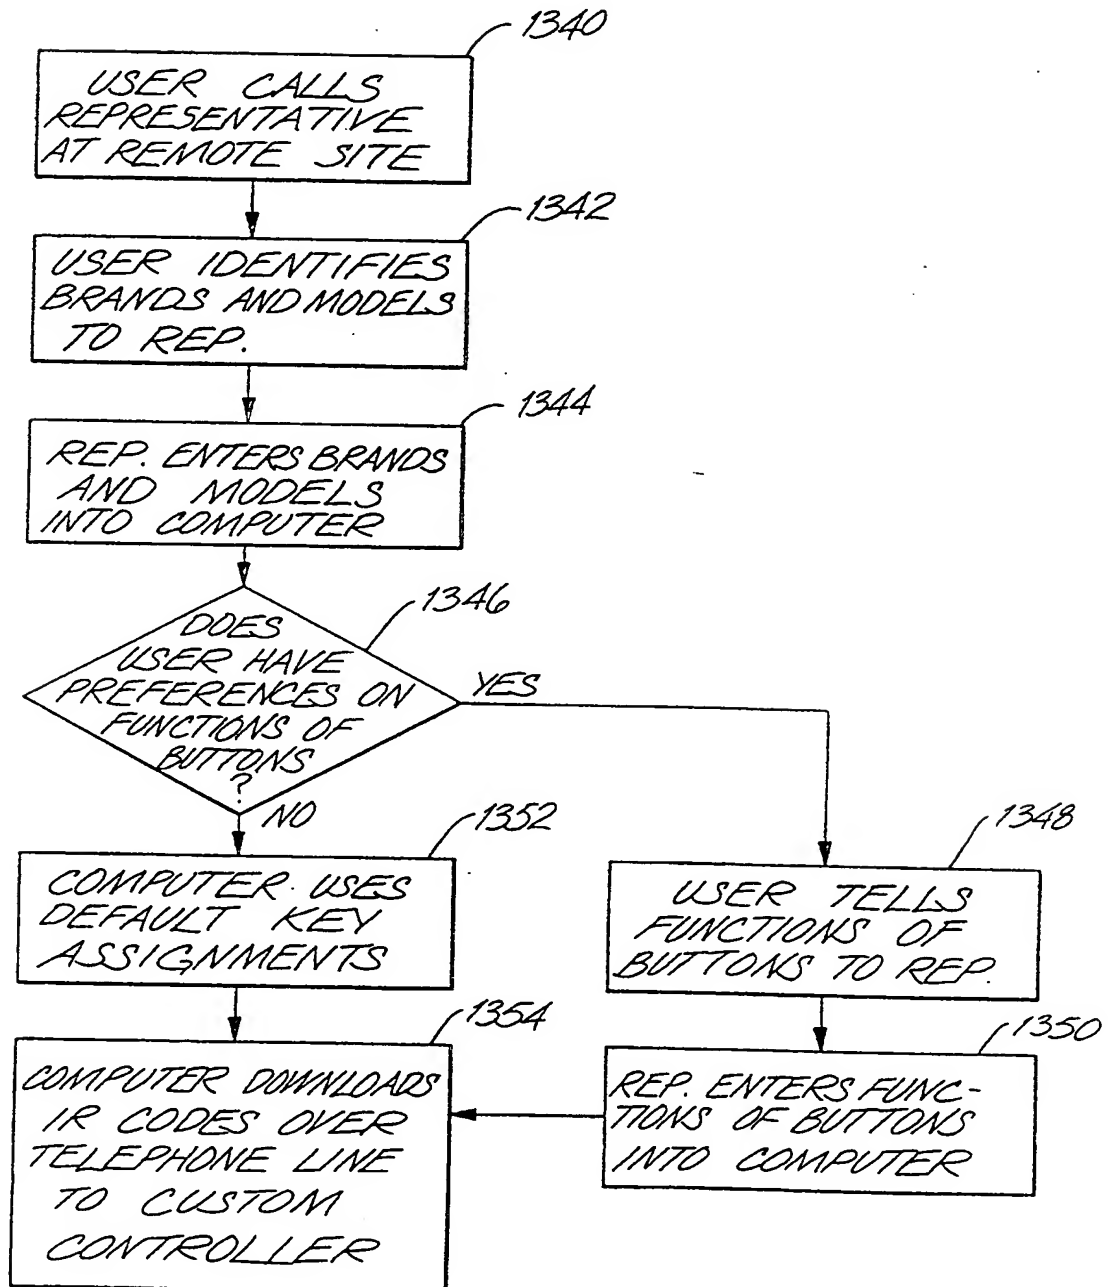 1340
USER CALLS
REPRESENTATIVE
AT REMOTE SITE
1342
USER IDENTIFIES
BRANDS AND MODELS
TO REP.
1344
REP. ENTERS BRANDS
AND MODELS
INTO COMPUTER
1346
DOES
USER HAVE
PREFERENCES ON
FUNCTIONS OF
BUTTONS
?
YES
NO
1352
COMPUTER USES
DEFAULT KEY
ASSIGNMENTS
1348
USER TELLS
FUNCTIONS OF
BUTTONS TO REP.
1350
REP. ENTERS FUNC-
TIONS OF BUTTONS
INTO COMPUTER
1354
COMPUTER DOWNLOADS
IR CODES OVER
TELEPHONE LINE
TO CUSTOM
CONTROLLER